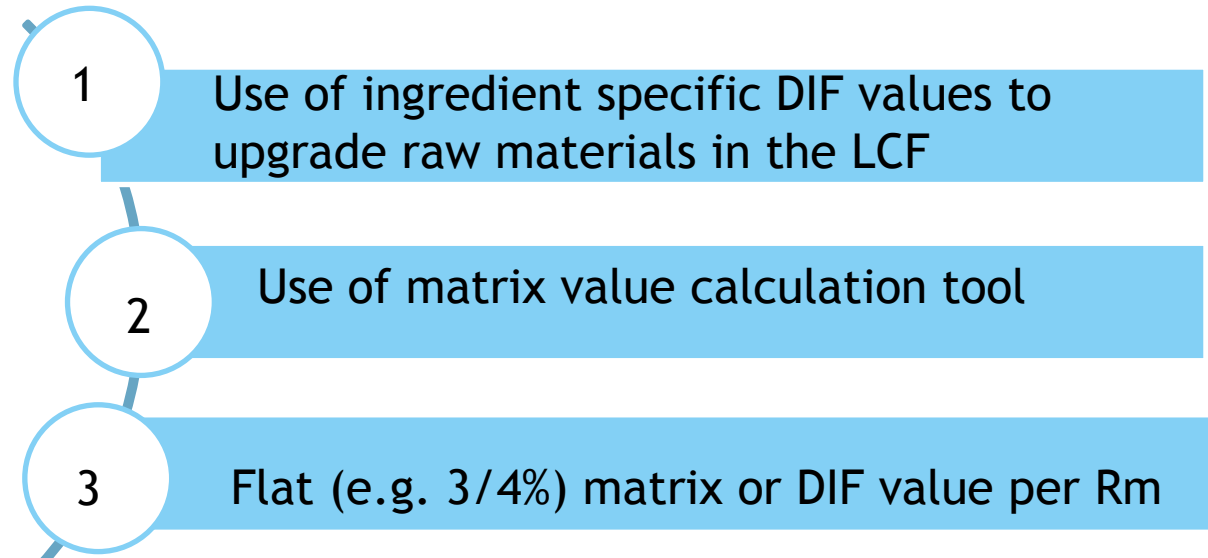 1
Use of ingredient specific DIF values to
upgrade raw materials in the LCF
2
Use of matrix value calculation tool
3
Flat (e.g. 3/4%) matrix or DIF value per Rm